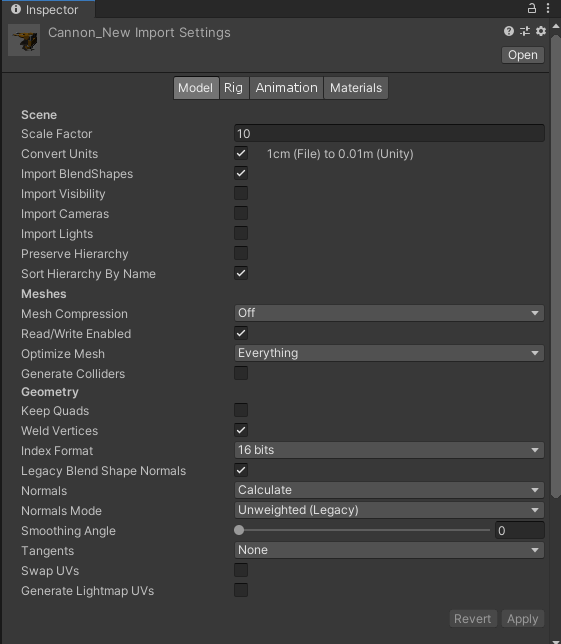 Inspector
Cannon_New Import Settings
Open
Model Rig Animation Materials
Scene
Scale Factor 10
Convert Units 1cm (File) to 0.01m (Unity)
Import BlendShapes
Import Visibility
Import Cameras
Import Lights
Preserve Hierarchy
Sort Hierarchy By Name
Meshes
Mesh Compression Off
Read/Write Enabled
Optimize Mesh Everything
Generate Colliders
Geometry
Keep Quads
Weld Vertices
Index Format 16 bits
Legacy Blend Shape Normals
Normals Calculate
Normals Mode Unweighted (Legacy)
Smoothing Angle 0
Tangents None
Swap UVs
Generate Lightmap UVs
Revert Apply